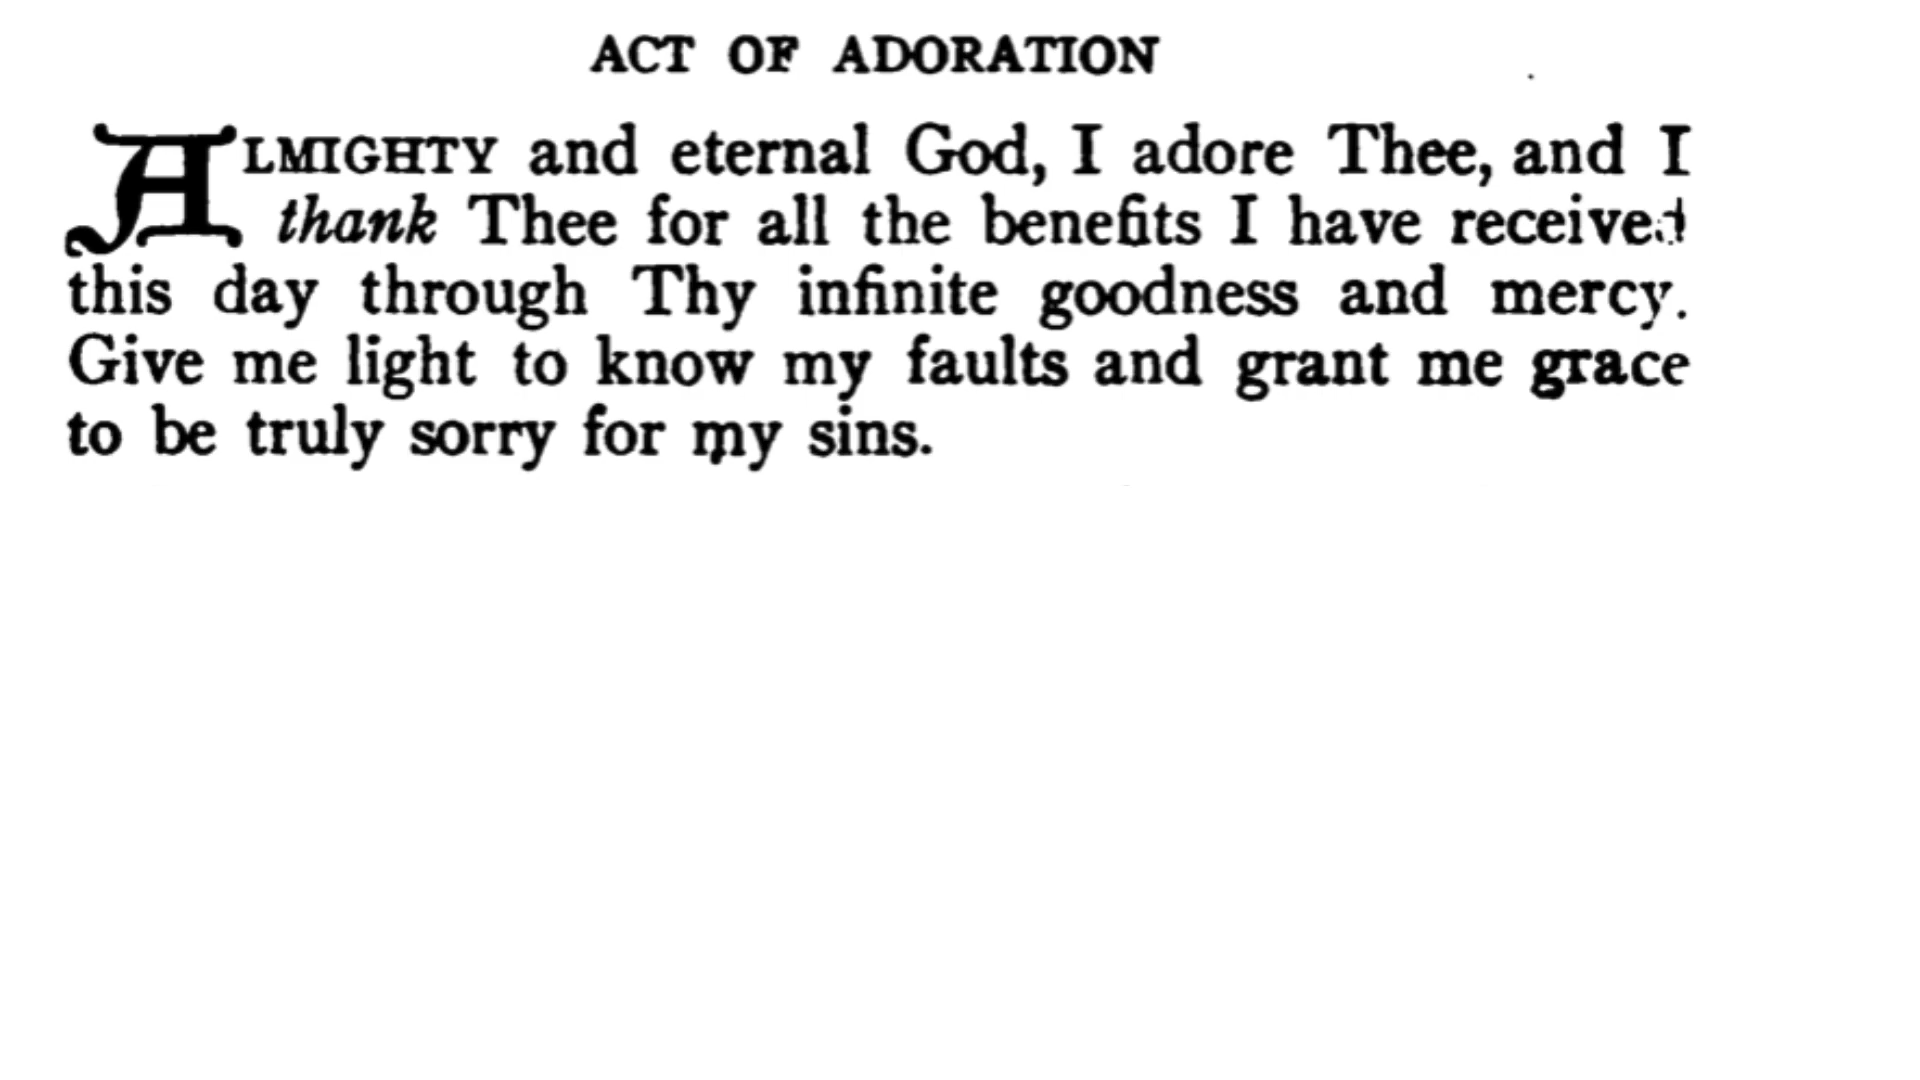 ACT OF ADORATION
ALMIGHTY and eternal God, I adore Thee, and I
thank Thee for all the benefits I have received
this day through Thy infinite goodness and mercy.
Give me light to know my faults and grant me grace
to be truly sorry for my sins.